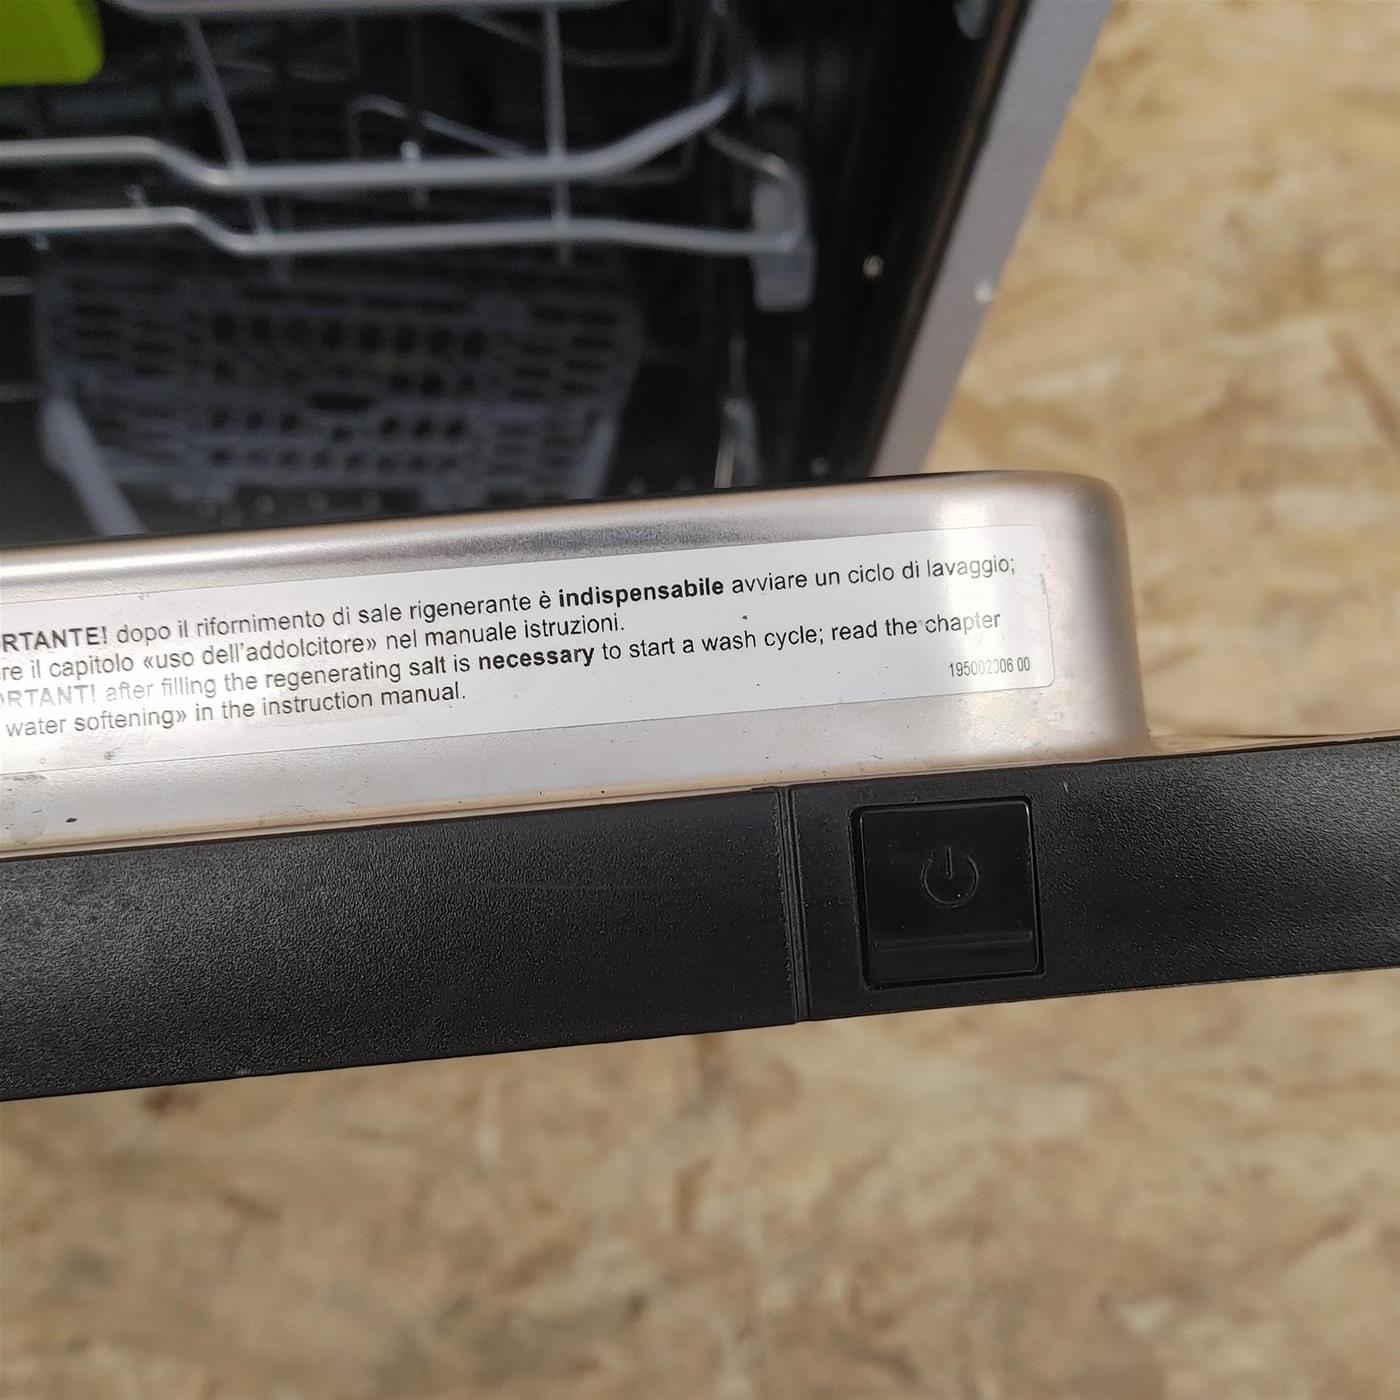 RTANTE! dopo il rifornimento di sale rigenerante è indispensabile avviare un ciclo di lavaggio;
re il capitolo «uso dell'addolcitore» nel manuale istruzioni.
ORTANT! after filling the regenerating salt is necessary to start a wash cycle; read the chapter
water softening» in the instruction manual.
195002306 00